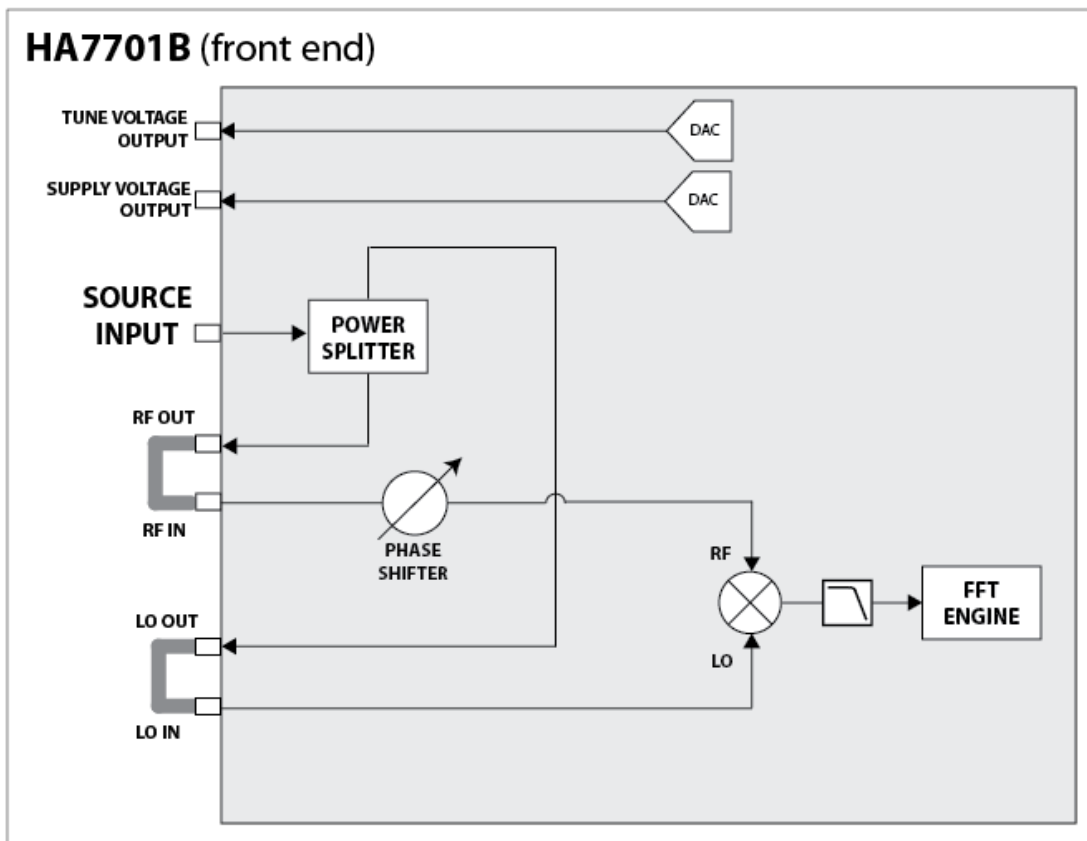 HA7701B (front end)
TUNE VOLTAGE
OUTPUT
DAC
SUPPLY VOLTAGE
OUTPUT
DAC
SOURCE
INPUT
POWER
SPLITTER
RF OUT
RF IN
PHASE
SHIFTER
RF
FFT
ENGINE
LO OUT
LO
LO IN